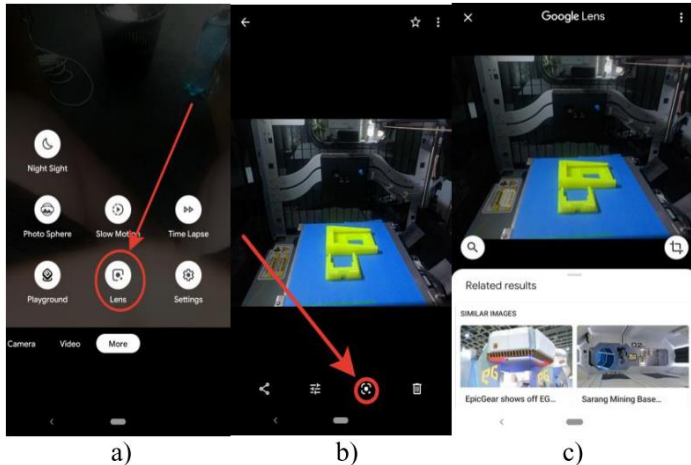 Night Sight
Photo Sphere
Slow Motion
Time Lapse
Playground
Lens
Settings
Camera
Video
More
a)
b)
Google Lens
Related results
SIMILAR IMAGES
EpicGear shows off EG...
Sarang Mining Base...
c)